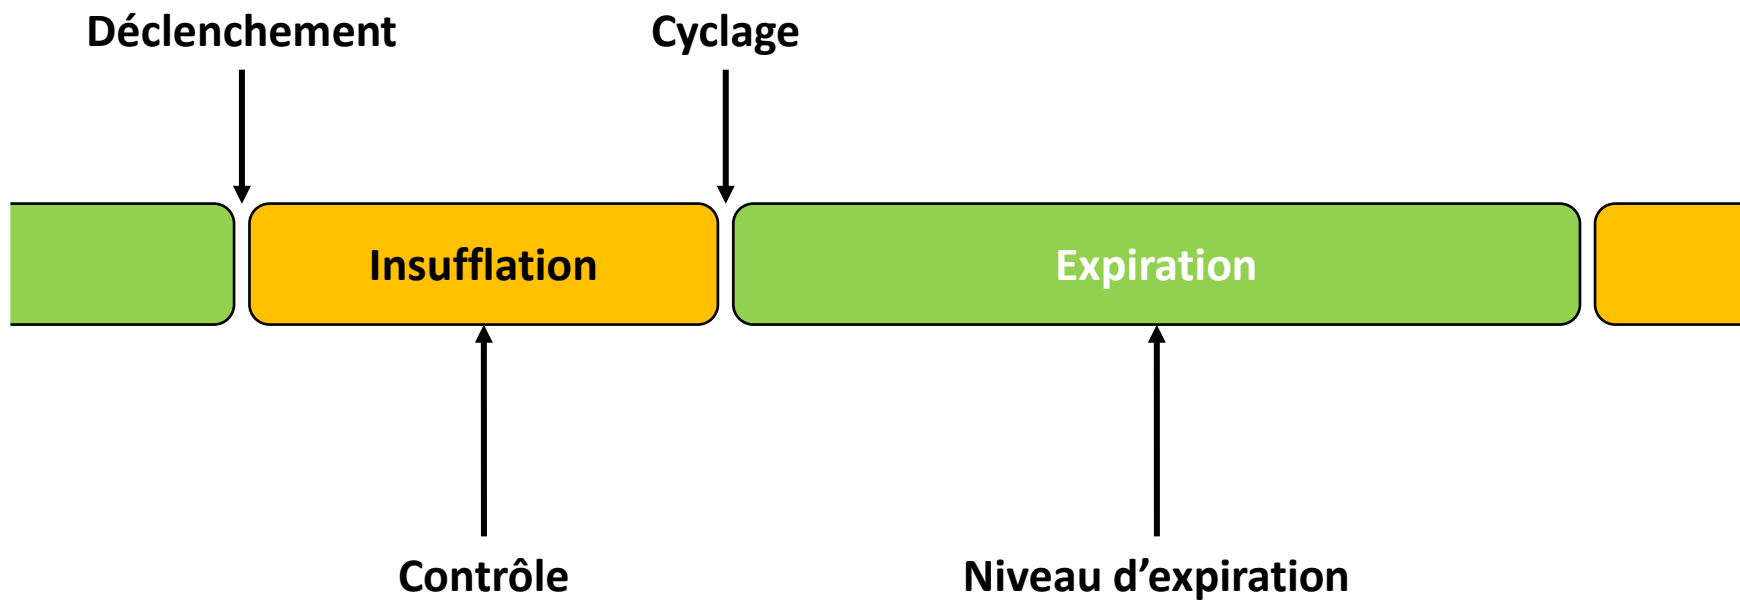 Déclenchement
Cyclage
Insufflation
Expiration
Contrôle
Niveau d’expiration